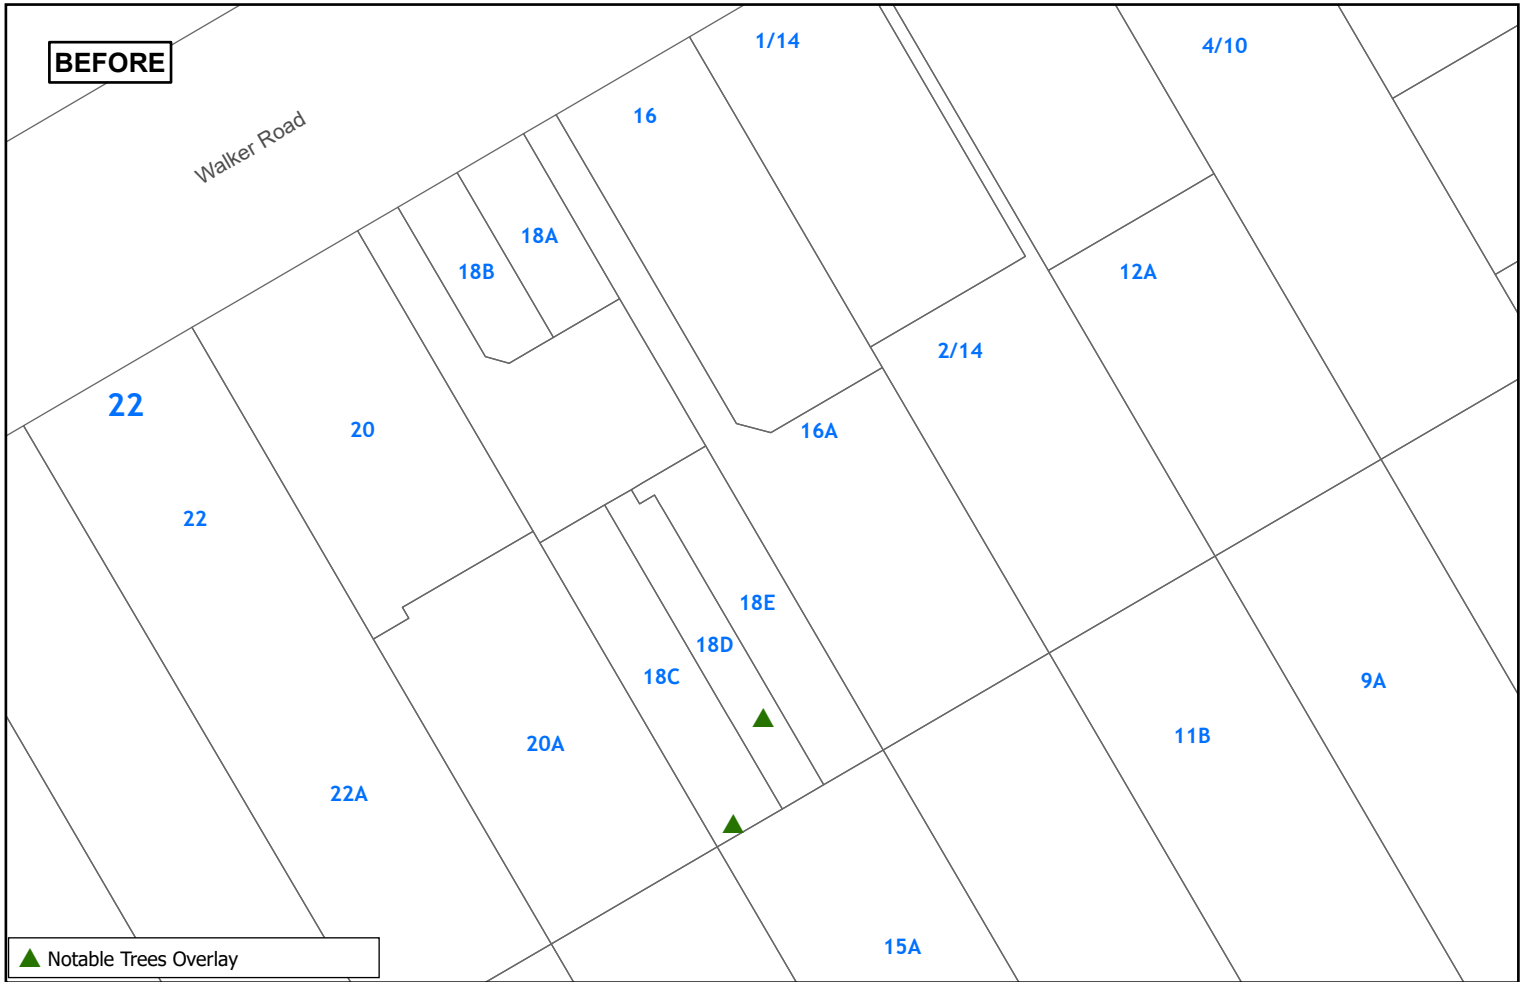 BEFORE
1/14
4/10
16
Walker Road
18A
18B
12A
2/14
22
20
16A
22
18E
18D
18C
9A
20A
11B
22A
15A
Notable Trees Overlay